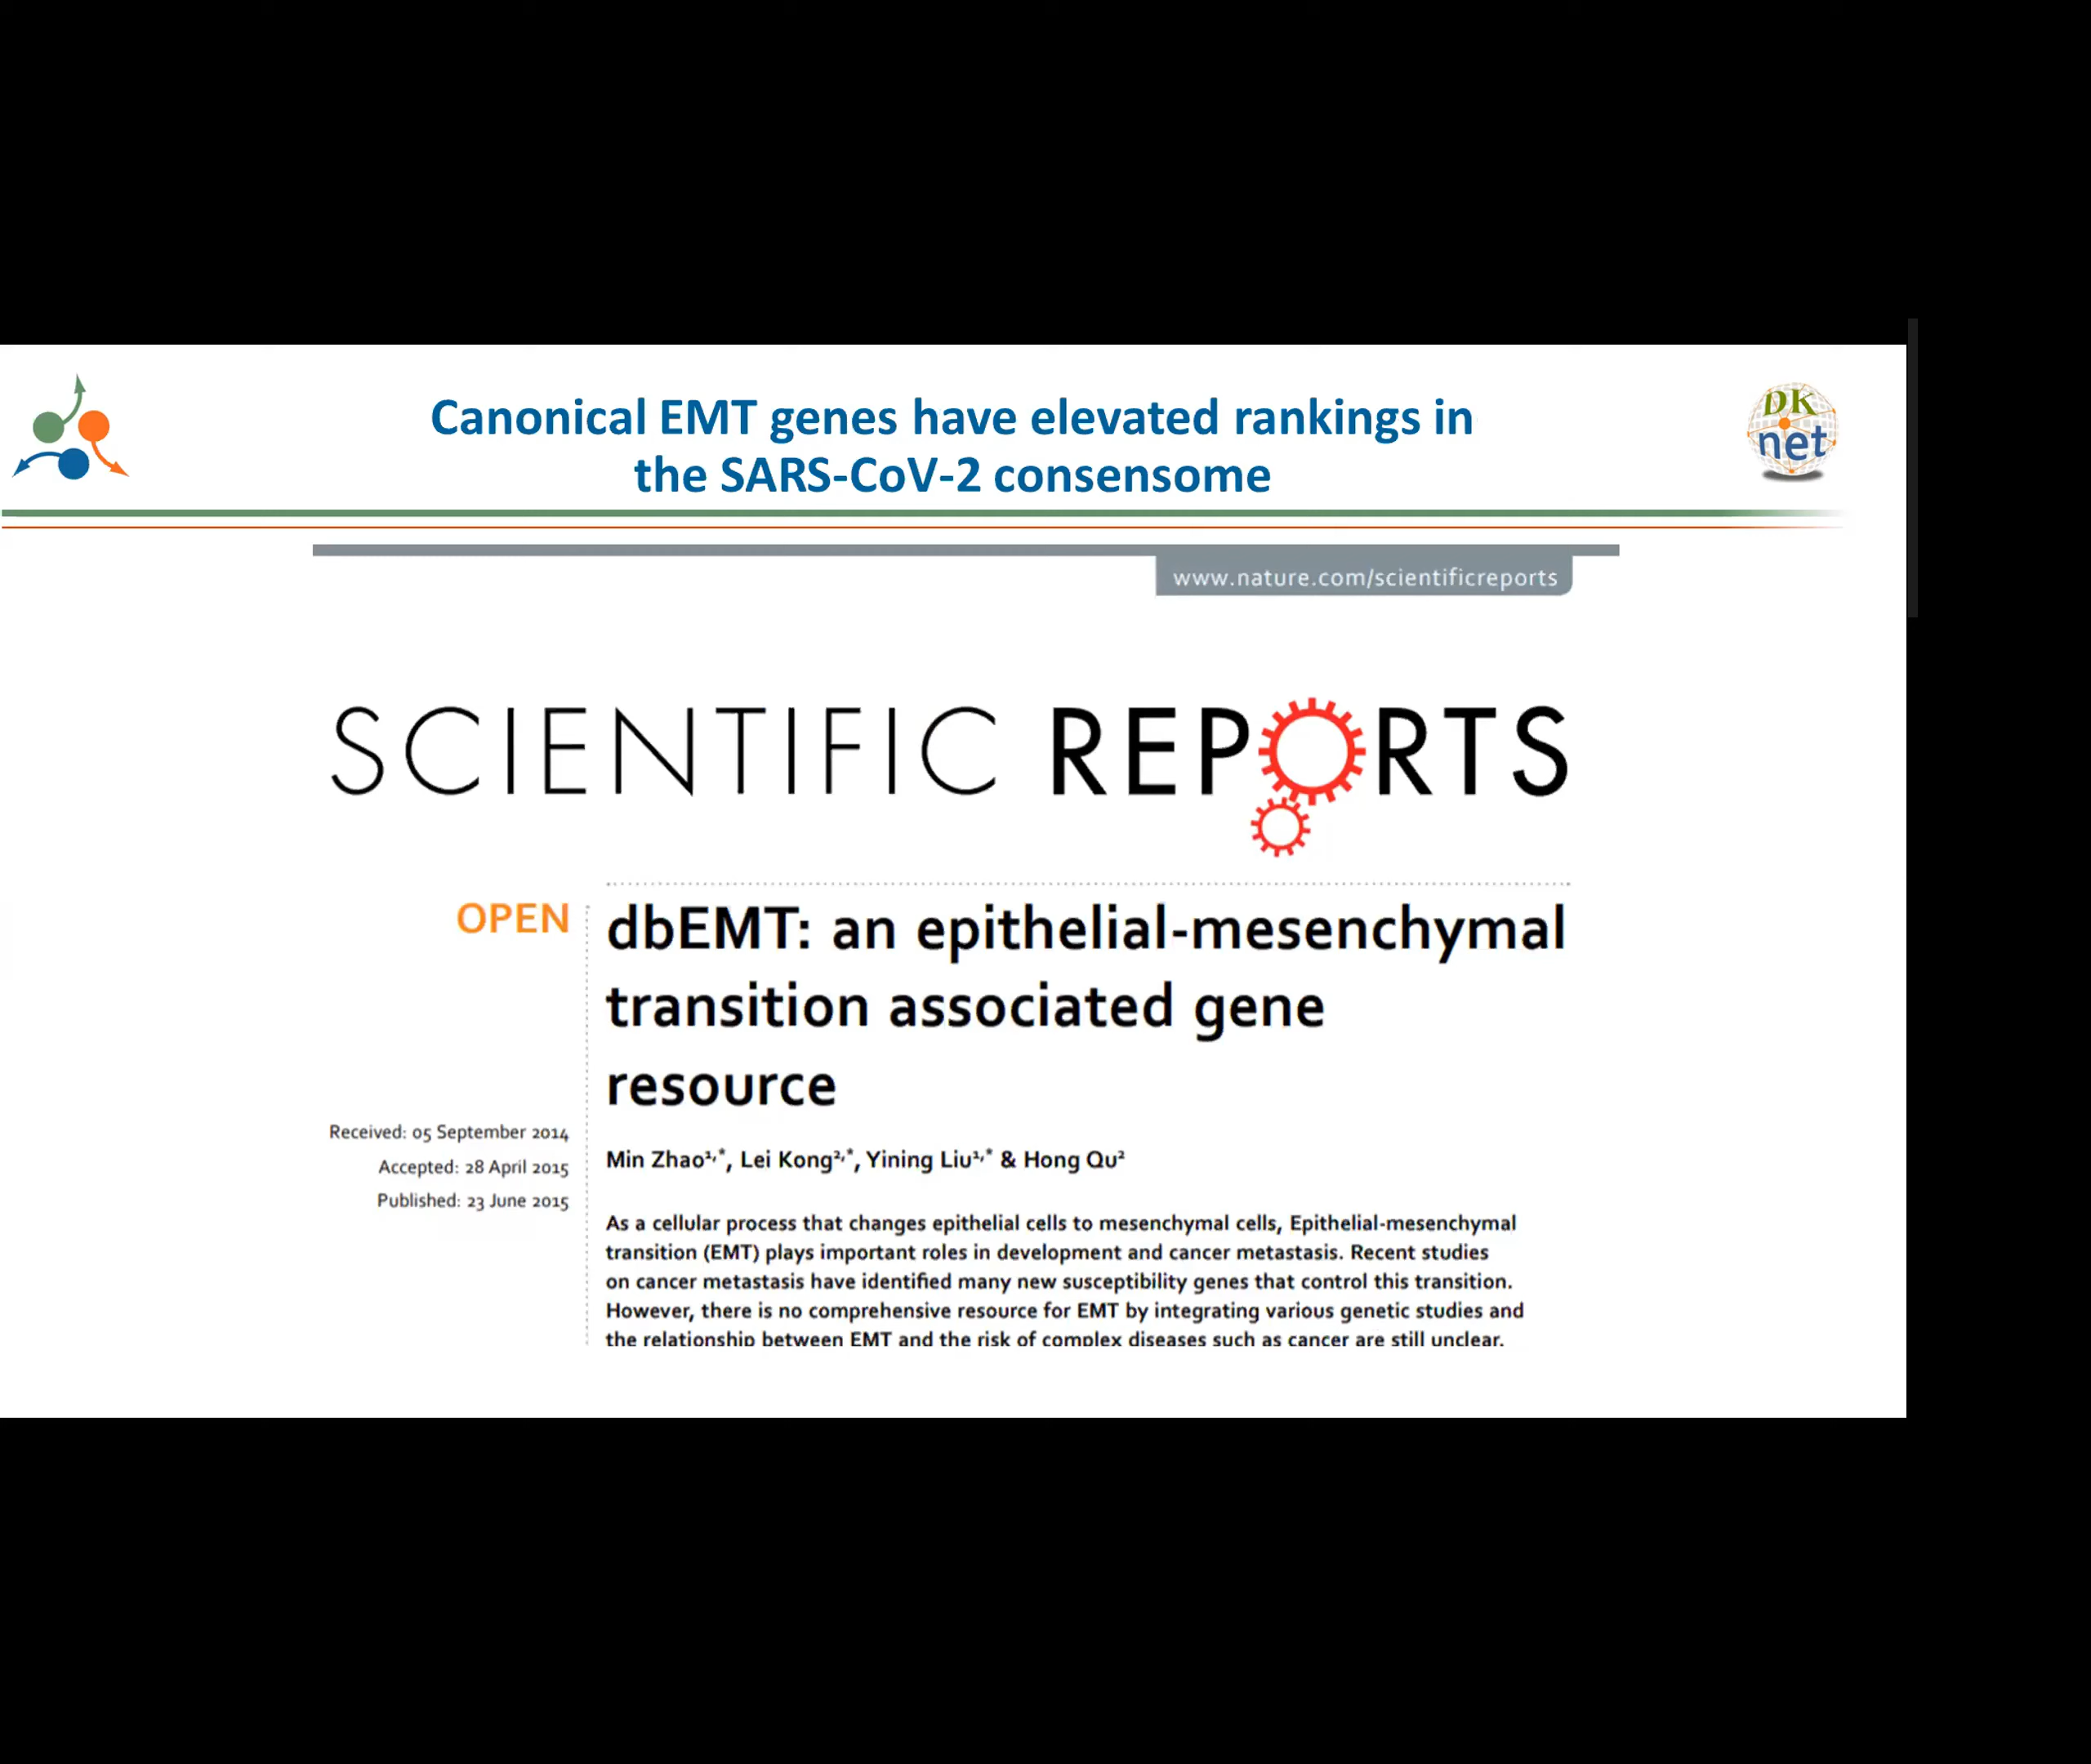 Canonical EMT genes have elevated rankings in
the SARS-CoV-2 consensome
DK
net
www.nature.com/scientificreports
SCIENTIFIC REPORTS
OPEN
dbEMT: an epithelial-mesenchymal
transition associated gene
resource
Received: 05 September 2014
Accepted: 28 April 2015
Published: 23 June 2015
Min Zhao¹,*, Lei Kong²,*, Yining Liu¹,* & Hong Qu²
As a cellular process that changes epithelial cells to mesenchymal cells, Epithelial-mesenchymal
transition (EMT) plays important roles in development and cancer metastasis. Recent studies
on cancer metastasis have identified many new susceptibility genes that control this transition.
However, there is no comprehensive resource for EMT by integrating various genetic studies and
the relationship between EMT and the risk of complex diseases such as cancer are still unclear.